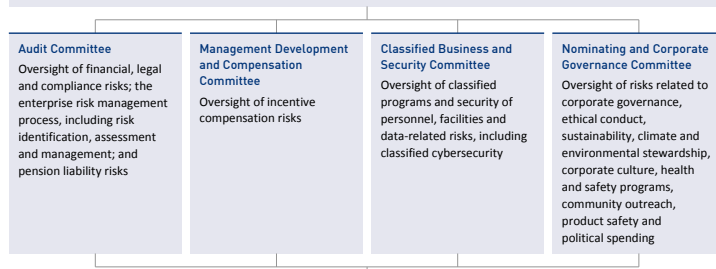 Audit Committee
Oversight of financial, legal
and compliance risks; the
enterprise risk management
process, including risk
identification, assessment
and management; and
pension liability risks
Management Development
and Compensation
Committee
Oversight of incentive
compensation risks
Classified Business and
Security Committee
Oversight of classified
programs and security of
personnel, facilities and
data-related risks, including
classified cybersecurity
Nominating and Corporate
Governance Committee
Oversight of risks related to
corporate governance,
ethical conduct,
sustainability, climate and
environmental stewardship,
corporate culture, health
and safety programs,
community outreach,
product safety and
political spending